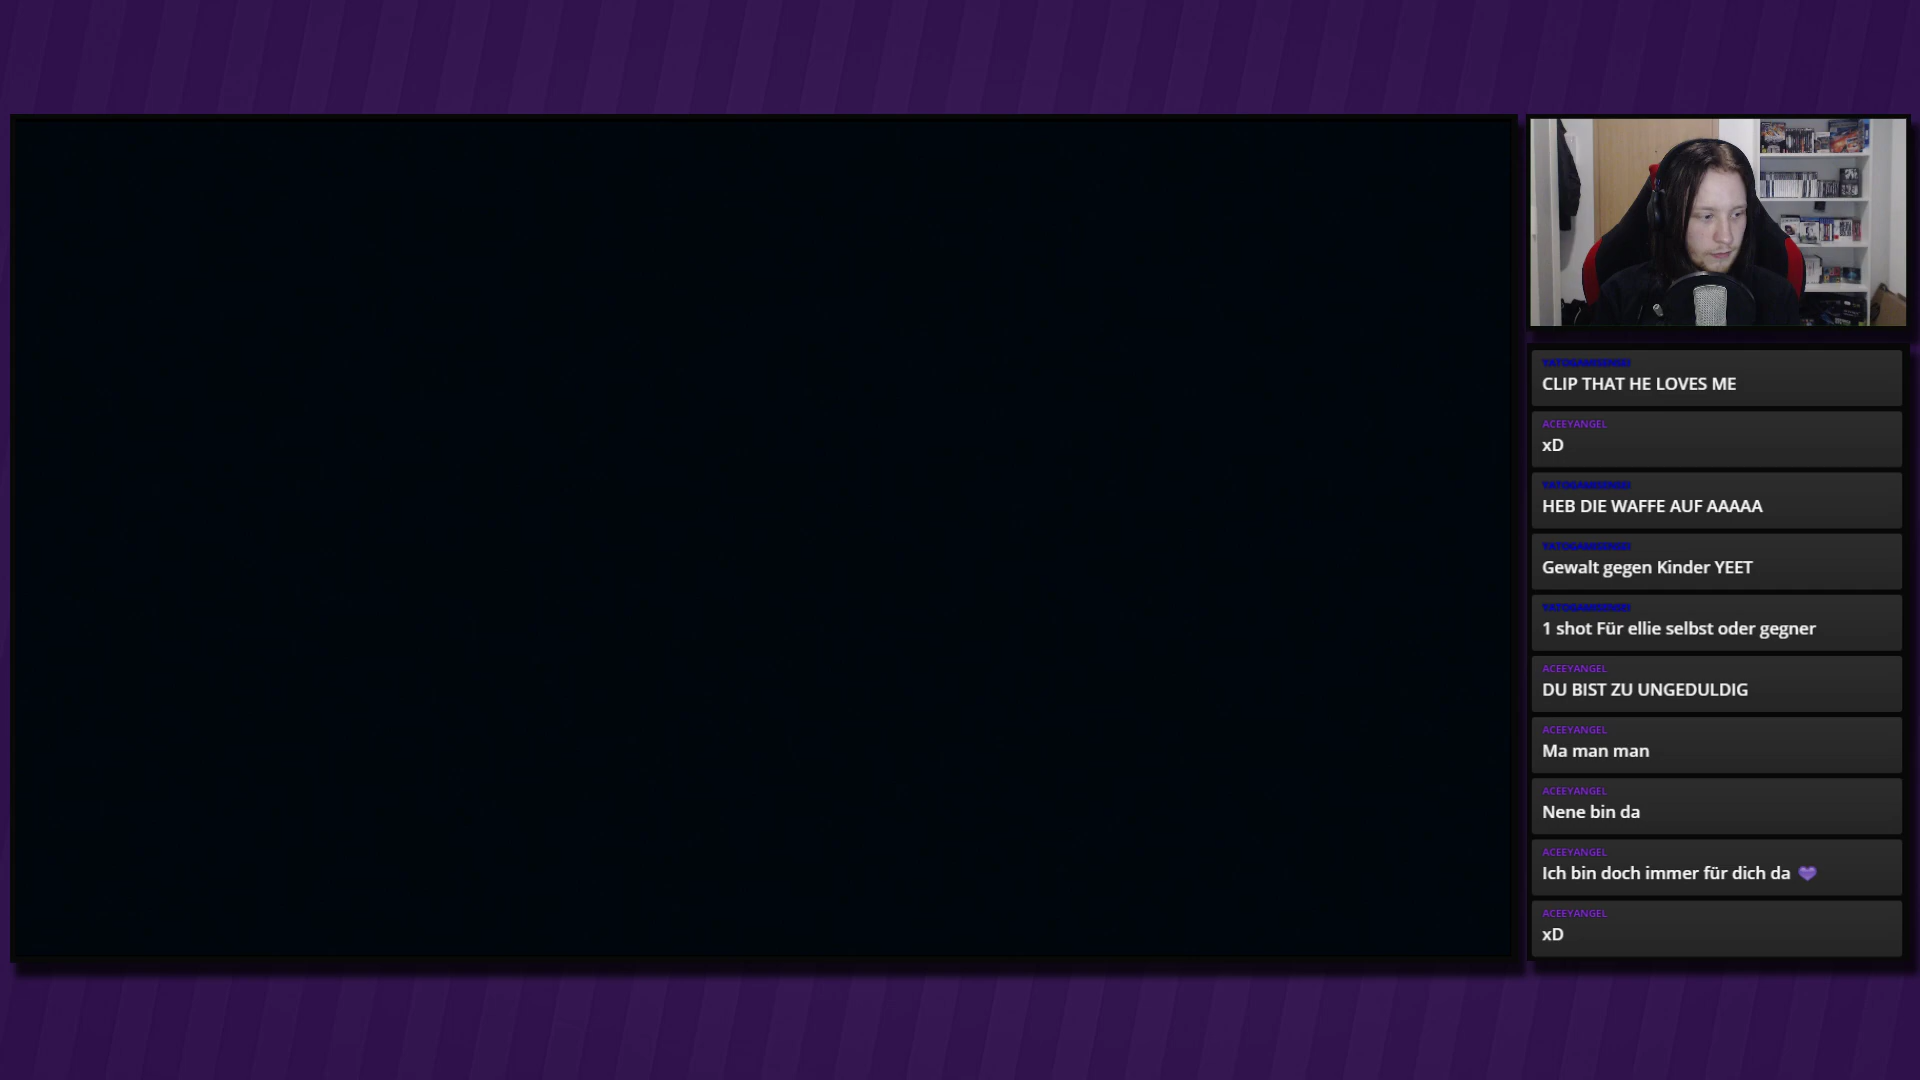 CLIP THAT HE LOVES ME
ACEEYANGEL
xD
HEB DIE WAFFE AUF AAAAA
Gewalt gegen Kinder YEET
1 shot Für ellie selbst oder gegner
ACEEYANGEL
DU BIST ZU UNGEDULDIG
ACEEYANGEL
Ma man man
ACEEYANGEL
Nene bin da
ACEEYANGEL
Ich bin doch immer für dich da 💜
ACEEYANGEL
xD